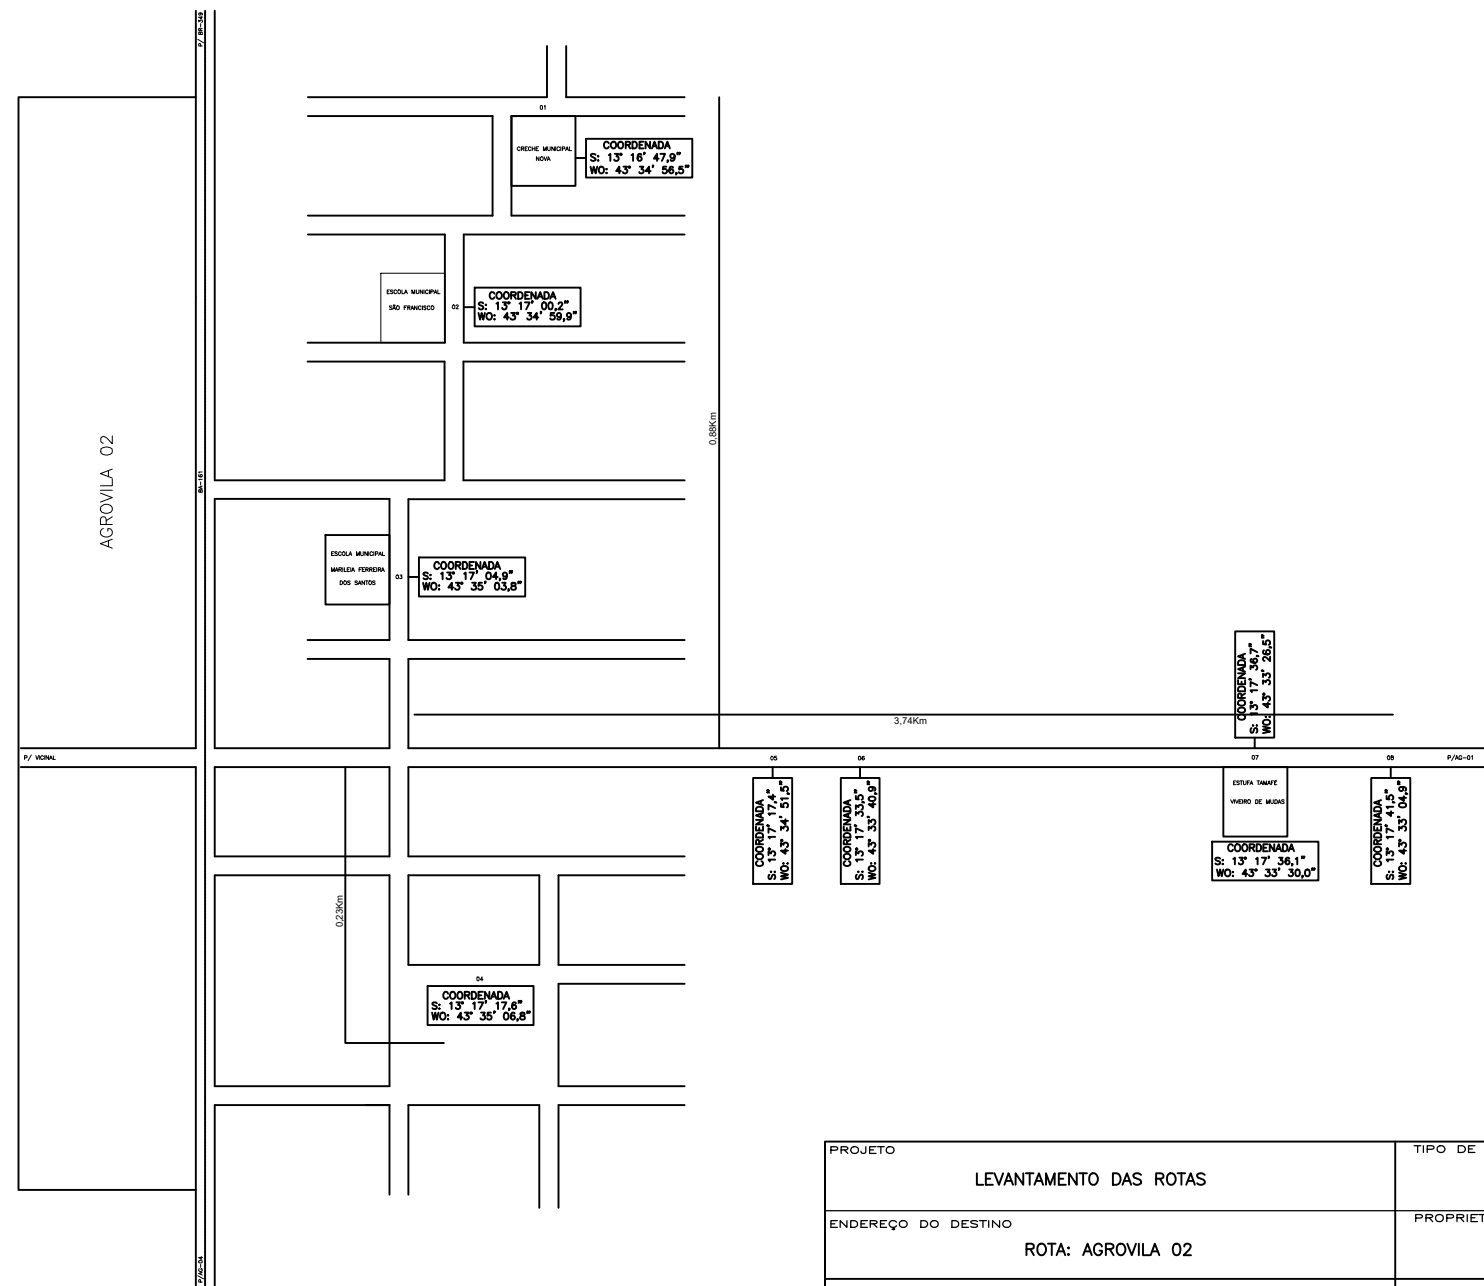 P/ BR-349
01
CRECHE MUNICIPAL
NOVA
COORDENADA
S: 13° 16' 47,9"
WO: 43° 34' 56,5"
ESCOLA MUNICIPAL
SÃO FRANCISCO
02
COORDENADA
S: 13° 17' 00,2"
WO: 43° 34' 59,9"
0,88Km
AGROVILA 02
BA-161
ESCOLA MUNICIPAL
MARILEIA FERREIRA
DOS SANTOS
03
COORDENADA
S: 13° 17' 04,9"
WO: 43° 35' 03,8"
COORDENADA
S: 13° 17' 36,7"
WO: 43° 33' 26,5"
3,74Km
P/ VICINAL
05
06
07
08
P/AG-01
COORDENADA
S: 13° 17' 17,4"
WO: 43° 34' 51,5"
COORDENADA
S: 13° 17' 33,5"
WO: 43° 33' 40,9"
ESTUFA TAMAFE
VIVEIRO DE MUDAS
COORDENADA
S: 13° 17' 36,1"
WO: 43° 33' 30,0"
COORDENADA
S: 13° 17' 41,5"
WO: 43° 33' 04,9"
0,23Km
04
COORDENADA
S: 13° 17' 17,6"
WO: 43° 35' 06,8"
P/AG-04
PROJETO
LEVANTAMENTO DAS ROTAS
TIPO DE
ENDEREÇO DO DESTINO
ROTA: AGROVILA 02
PROPRIET